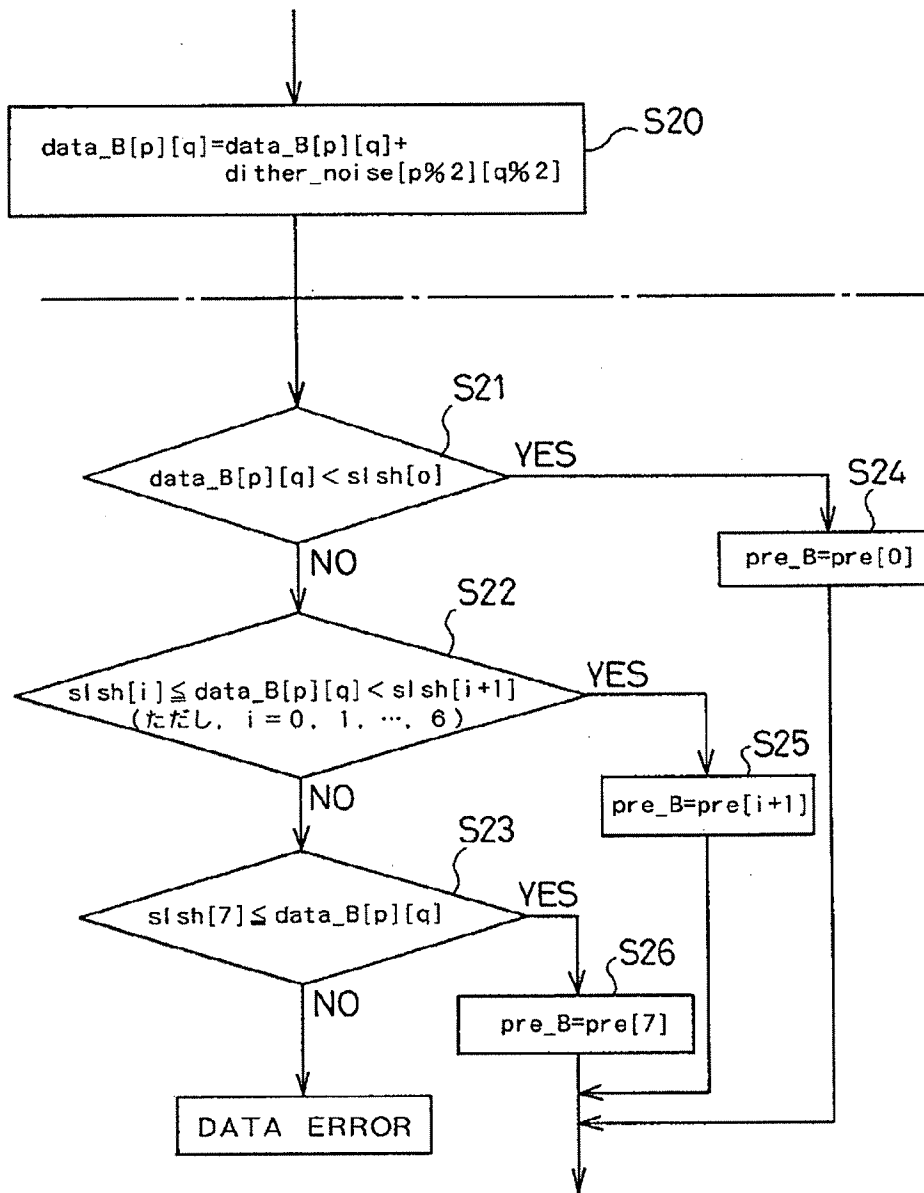 data_B[p][q]=data_B[p][q]+
dither_noise[p%2][q%2]
S20
S21
data_B[p][q]<slsh[o]
YES
S24
pre_B=pre[0]
NO
S22
slsh[i]≦data_B[p][q]<slsh[i+1]
(ただし, i=0, 1, …, 6)
YES
S25
pre_B=pre[i+1]
NO
S23
slsh[7]≦data_B[p][q]
YES
S26
pre_B=pre[7]
NO
DATA ERROR